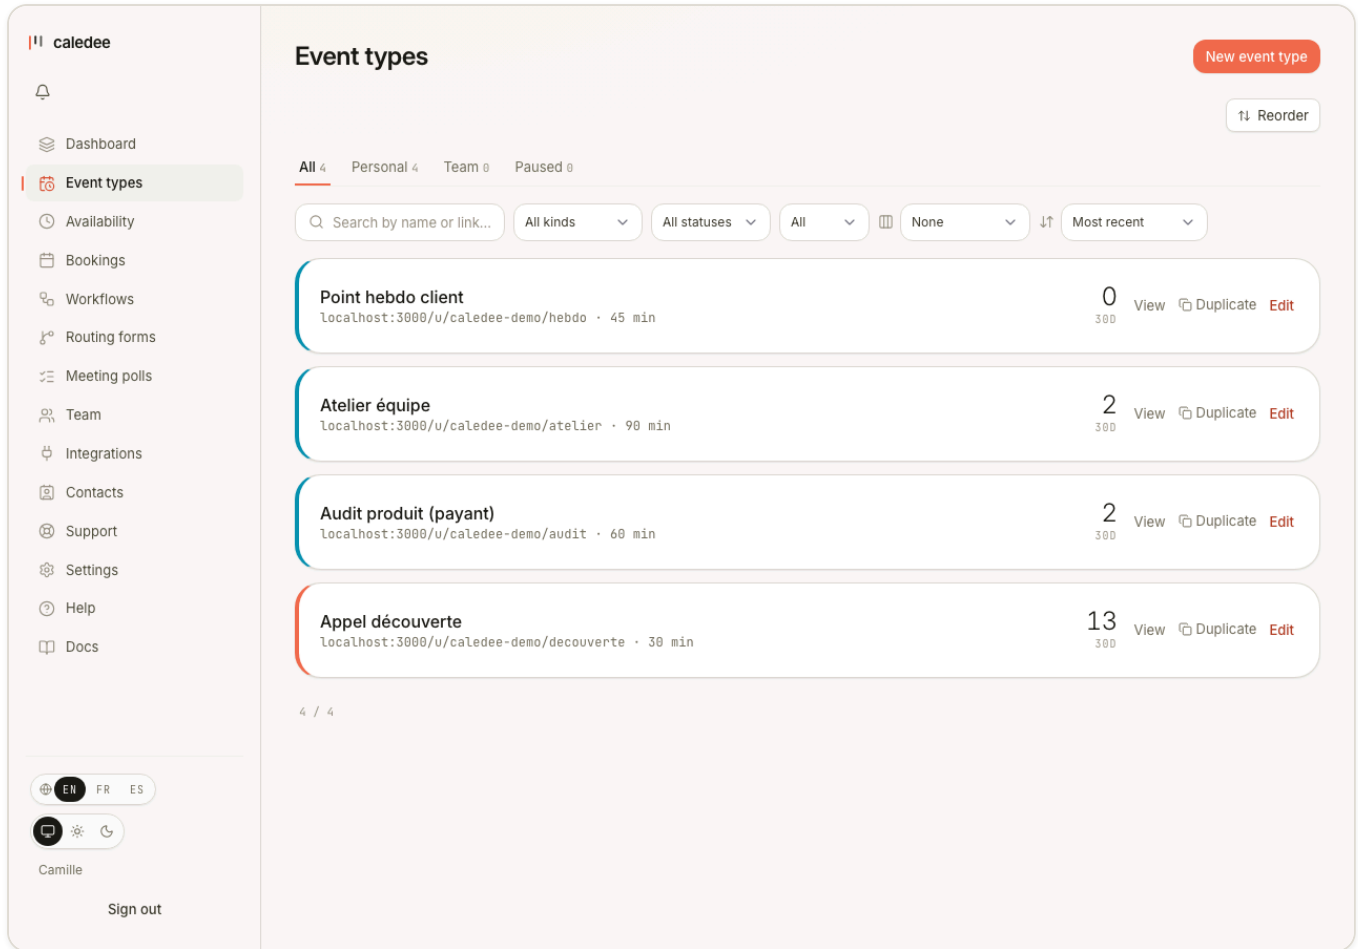 caledee
Dashboard
Event types
Availability
Bookings
Workflows
Routing forms
Meeting polls
Team
Integrations
Contacts
Support
Settings
Help
Docs
EN FR ES
Camille
Sign out
Event types
New event type
Reorder
All 4 Personal 4 Team 0 Paused 0
Search by name or link... All kinds All statuses All None Most recent
Point hebdo client
localhost:3000/u/caledee-demo/hebdo · 45 min
0
30D
View Duplicate Edit
Atelier équipe
localhost:3000/u/caledee-demo/atelier · 90 min
2
30D
View Duplicate Edit
Audit produit (payant)
localhost:3000/u/caledee-demo/audit · 60 min
2
30D
View Duplicate Edit
Appel découverte
localhost:3000/u/caledee-demo/decouverte · 30 min
13
30D
View Duplicate Edit
4 / 4